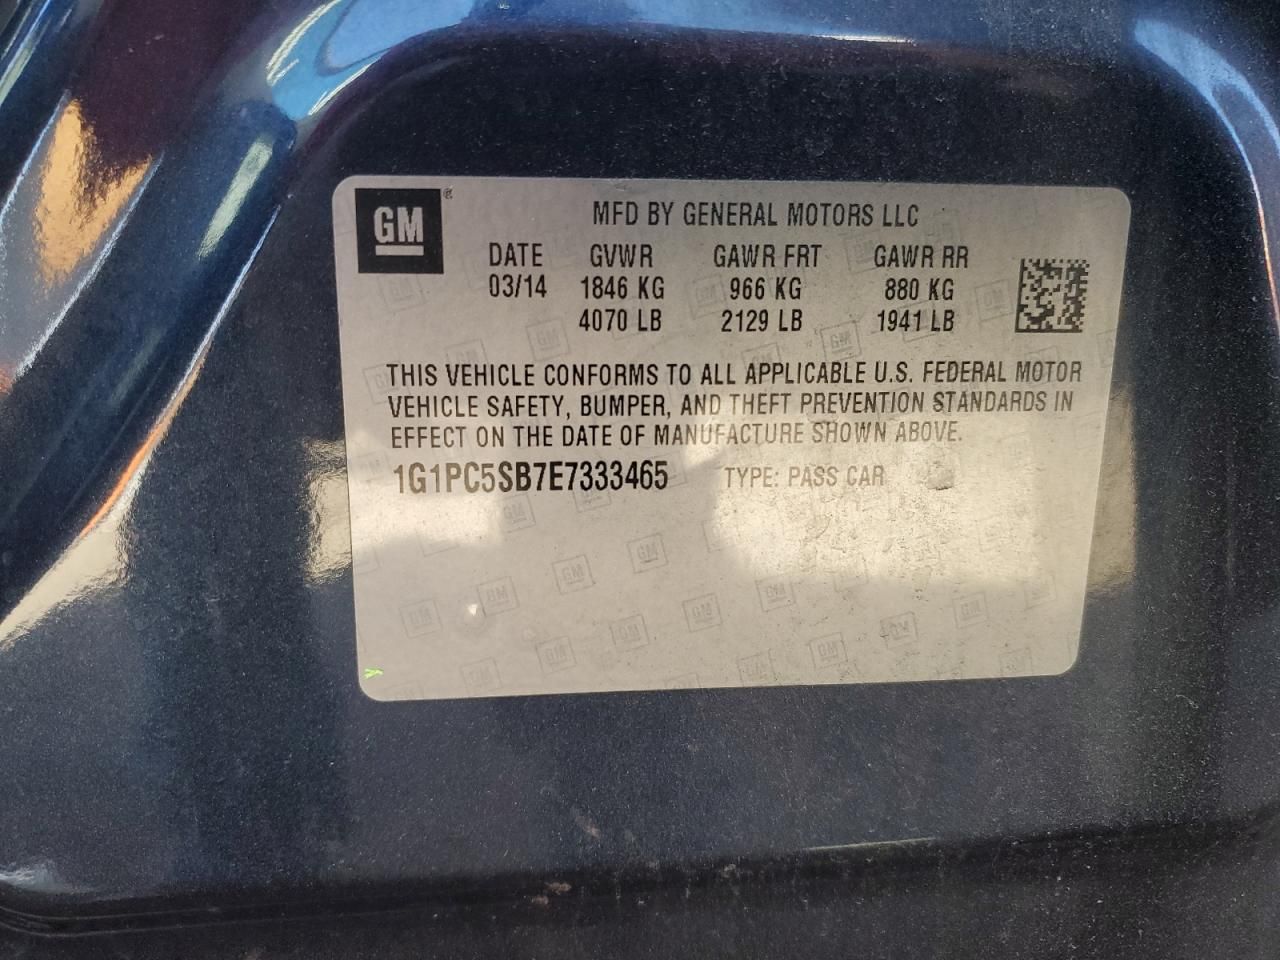 GM ®
MFD BY GENERAL MOTORS LLC
DATE GVWR GAWR FRT GAWR RR
03/14 1846 KG 966 KG 880 KG
4070 LB 2129 LB 1941 LB
THIS VEHICLE CONFORMS TO ALL APPLICABLE U.S. FEDERAL MOTOR
VEHICLE SAFETY, BUMPER, AND THEFT PREVENTION STANDARDS IN
EFFECT ON THE DATE OF MANUFACTURE SHOWN ABOVE.
1G1PC5SB7E7333465 TYPE: PASS CAR